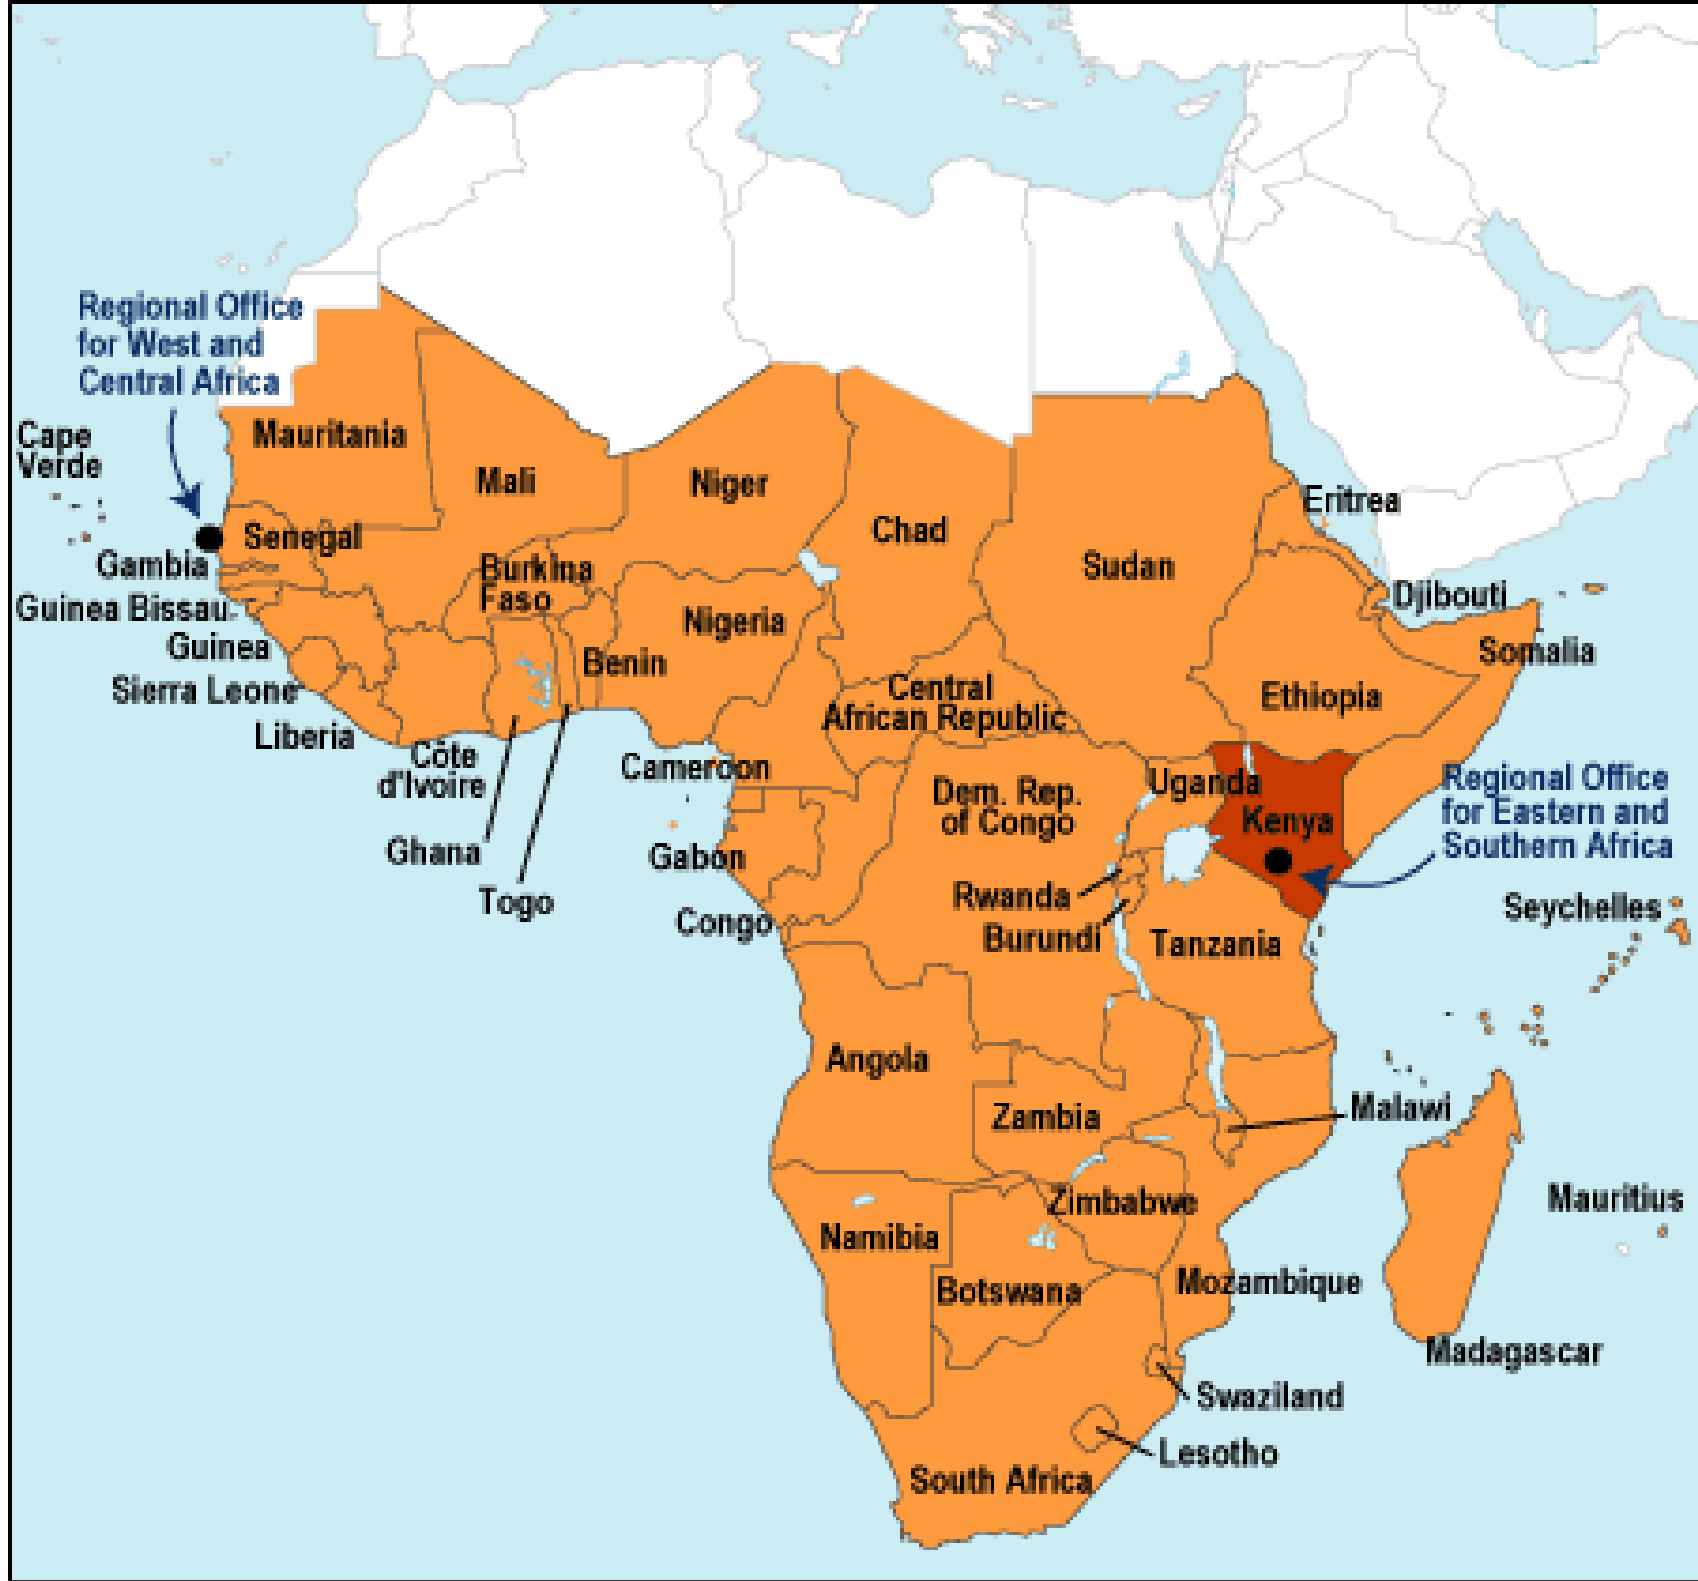 Regional Office
for West and
Central Africa
Cape
Verde
Mauritania
Mali
Niger
Chad
Sudan
Eritrea
Senegal
Gambia
Burkina
Faso
Djibouti
Guinea Bissau
Nigeria
Guinea
Benin
Somalia
Sierra Leone
Central
African Republic
Ethiopia
Liberia
Côte
d'Ivoire
Cameroon
Uganda
Regional Office
for Eastern and
Southern Africa
Dem. Rep.
of Congo
Kenya
Ghana
Gabon
Togo
Rwanda
Seychelles
Congo
Burundi
Tanzania
Angola
Zambia
Malawi
Zimbabwe
Mauritius
Namibia
Botswana
Mozambique
Madagascar
Swaziland
Lesotho
South Africa